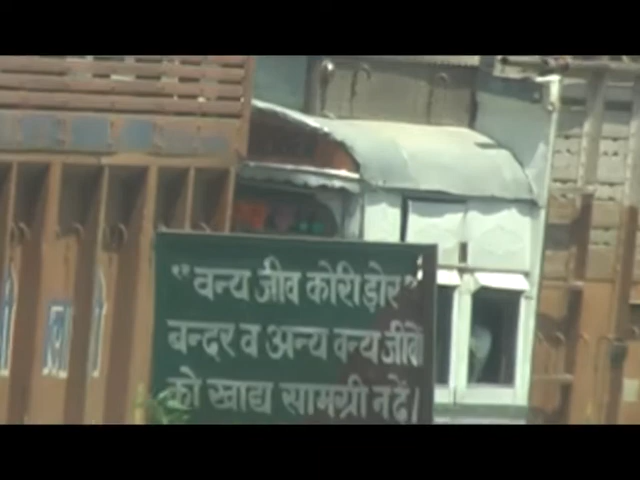 "वन्य जीव कोरीडोर"
बन्दर व अन्य वन्य जीवों
को खाद्य सामग्री न दें।